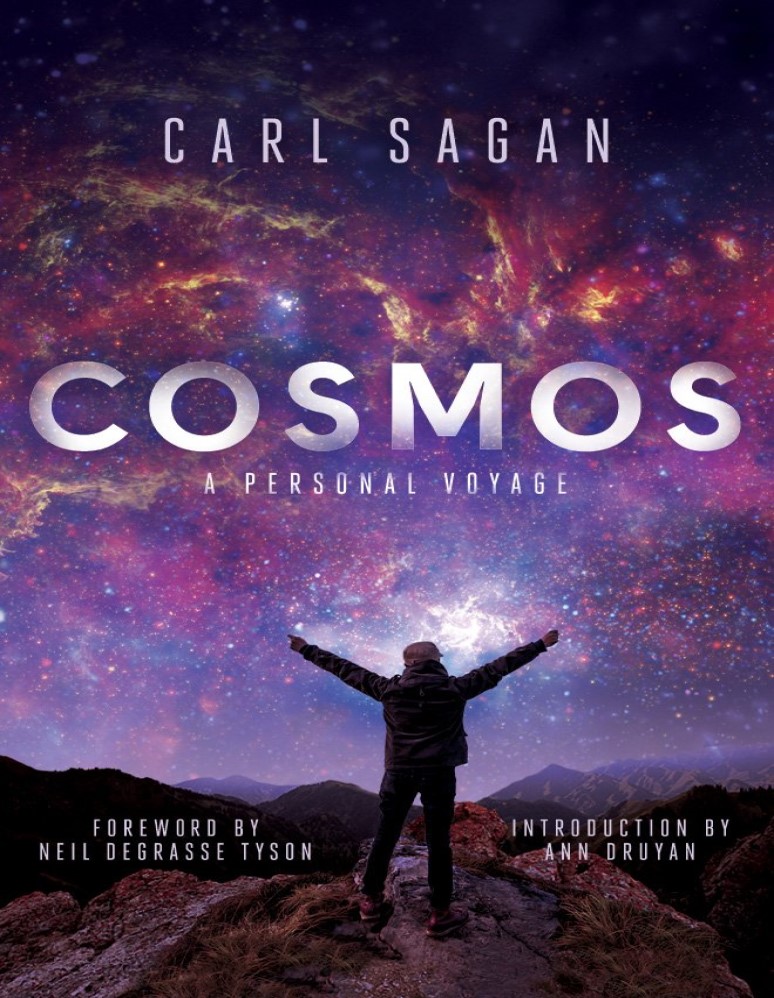 CARL SAGAN
COSMOS
A PERSONAL VOYAGE
FOREWORD BY
NEIL DEGRASSE TYSON
INTRODUCTION BY
ANN DRUYAN